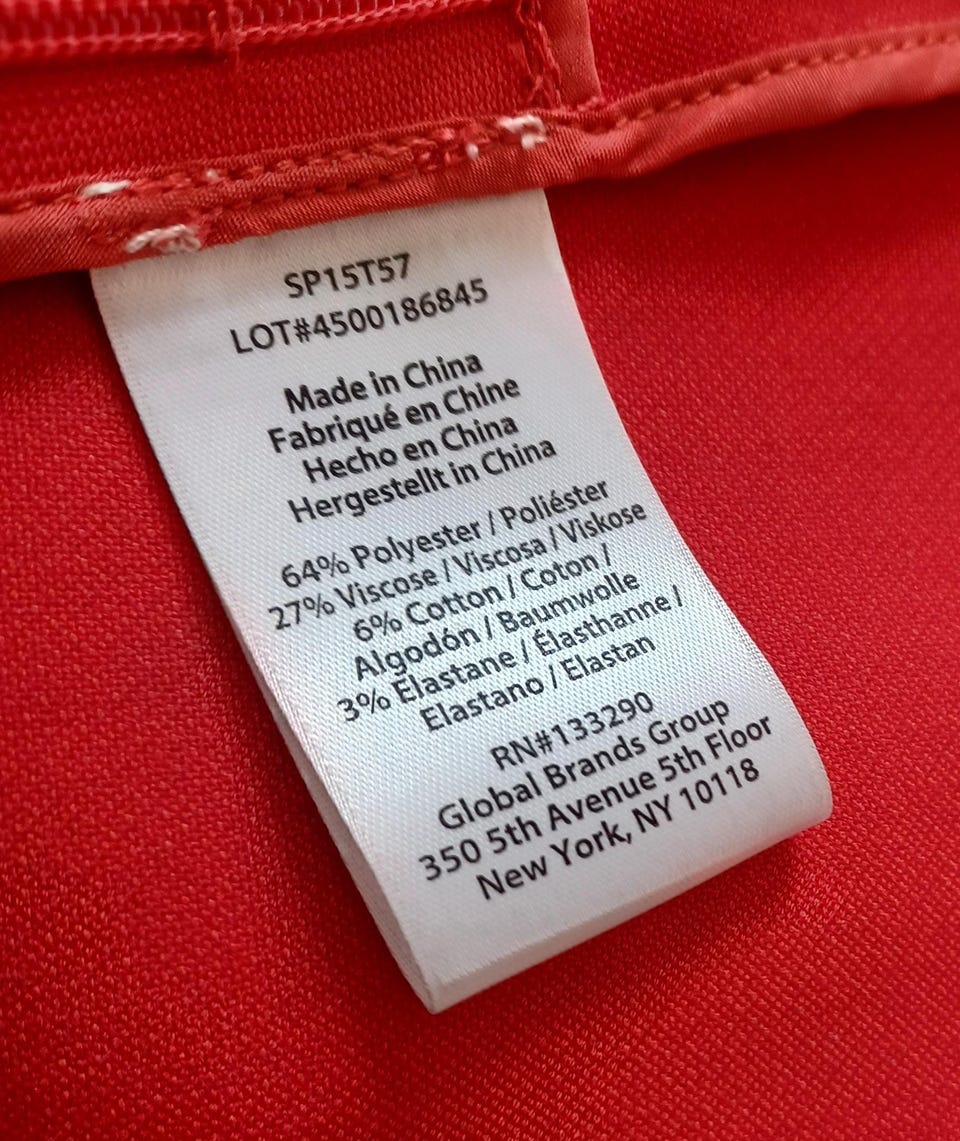 SP15T57
LOT#4500186845
Made in China
Fabriqué en Chine
Hecho en China
Hergestellt in China
64% Polyester / Poliéster
27% Viscose / Viscosa / Viskose
6% Cotton / Coton /
Algodón / Baumwolle
3% Elastane / Élasthanne /
Elastano / Elastan
RN#133290
Global Brands Group
350 5th Avenue 5th Floor
New York, NY 10118